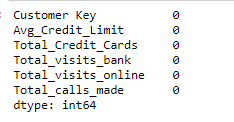 Customer Key 0
Avg_Credit_Limit 0
Total_Credit_Cards 0
Total_visits_bank 0
Total_visits_online 0
Total_calls_made 0
dtype: int64